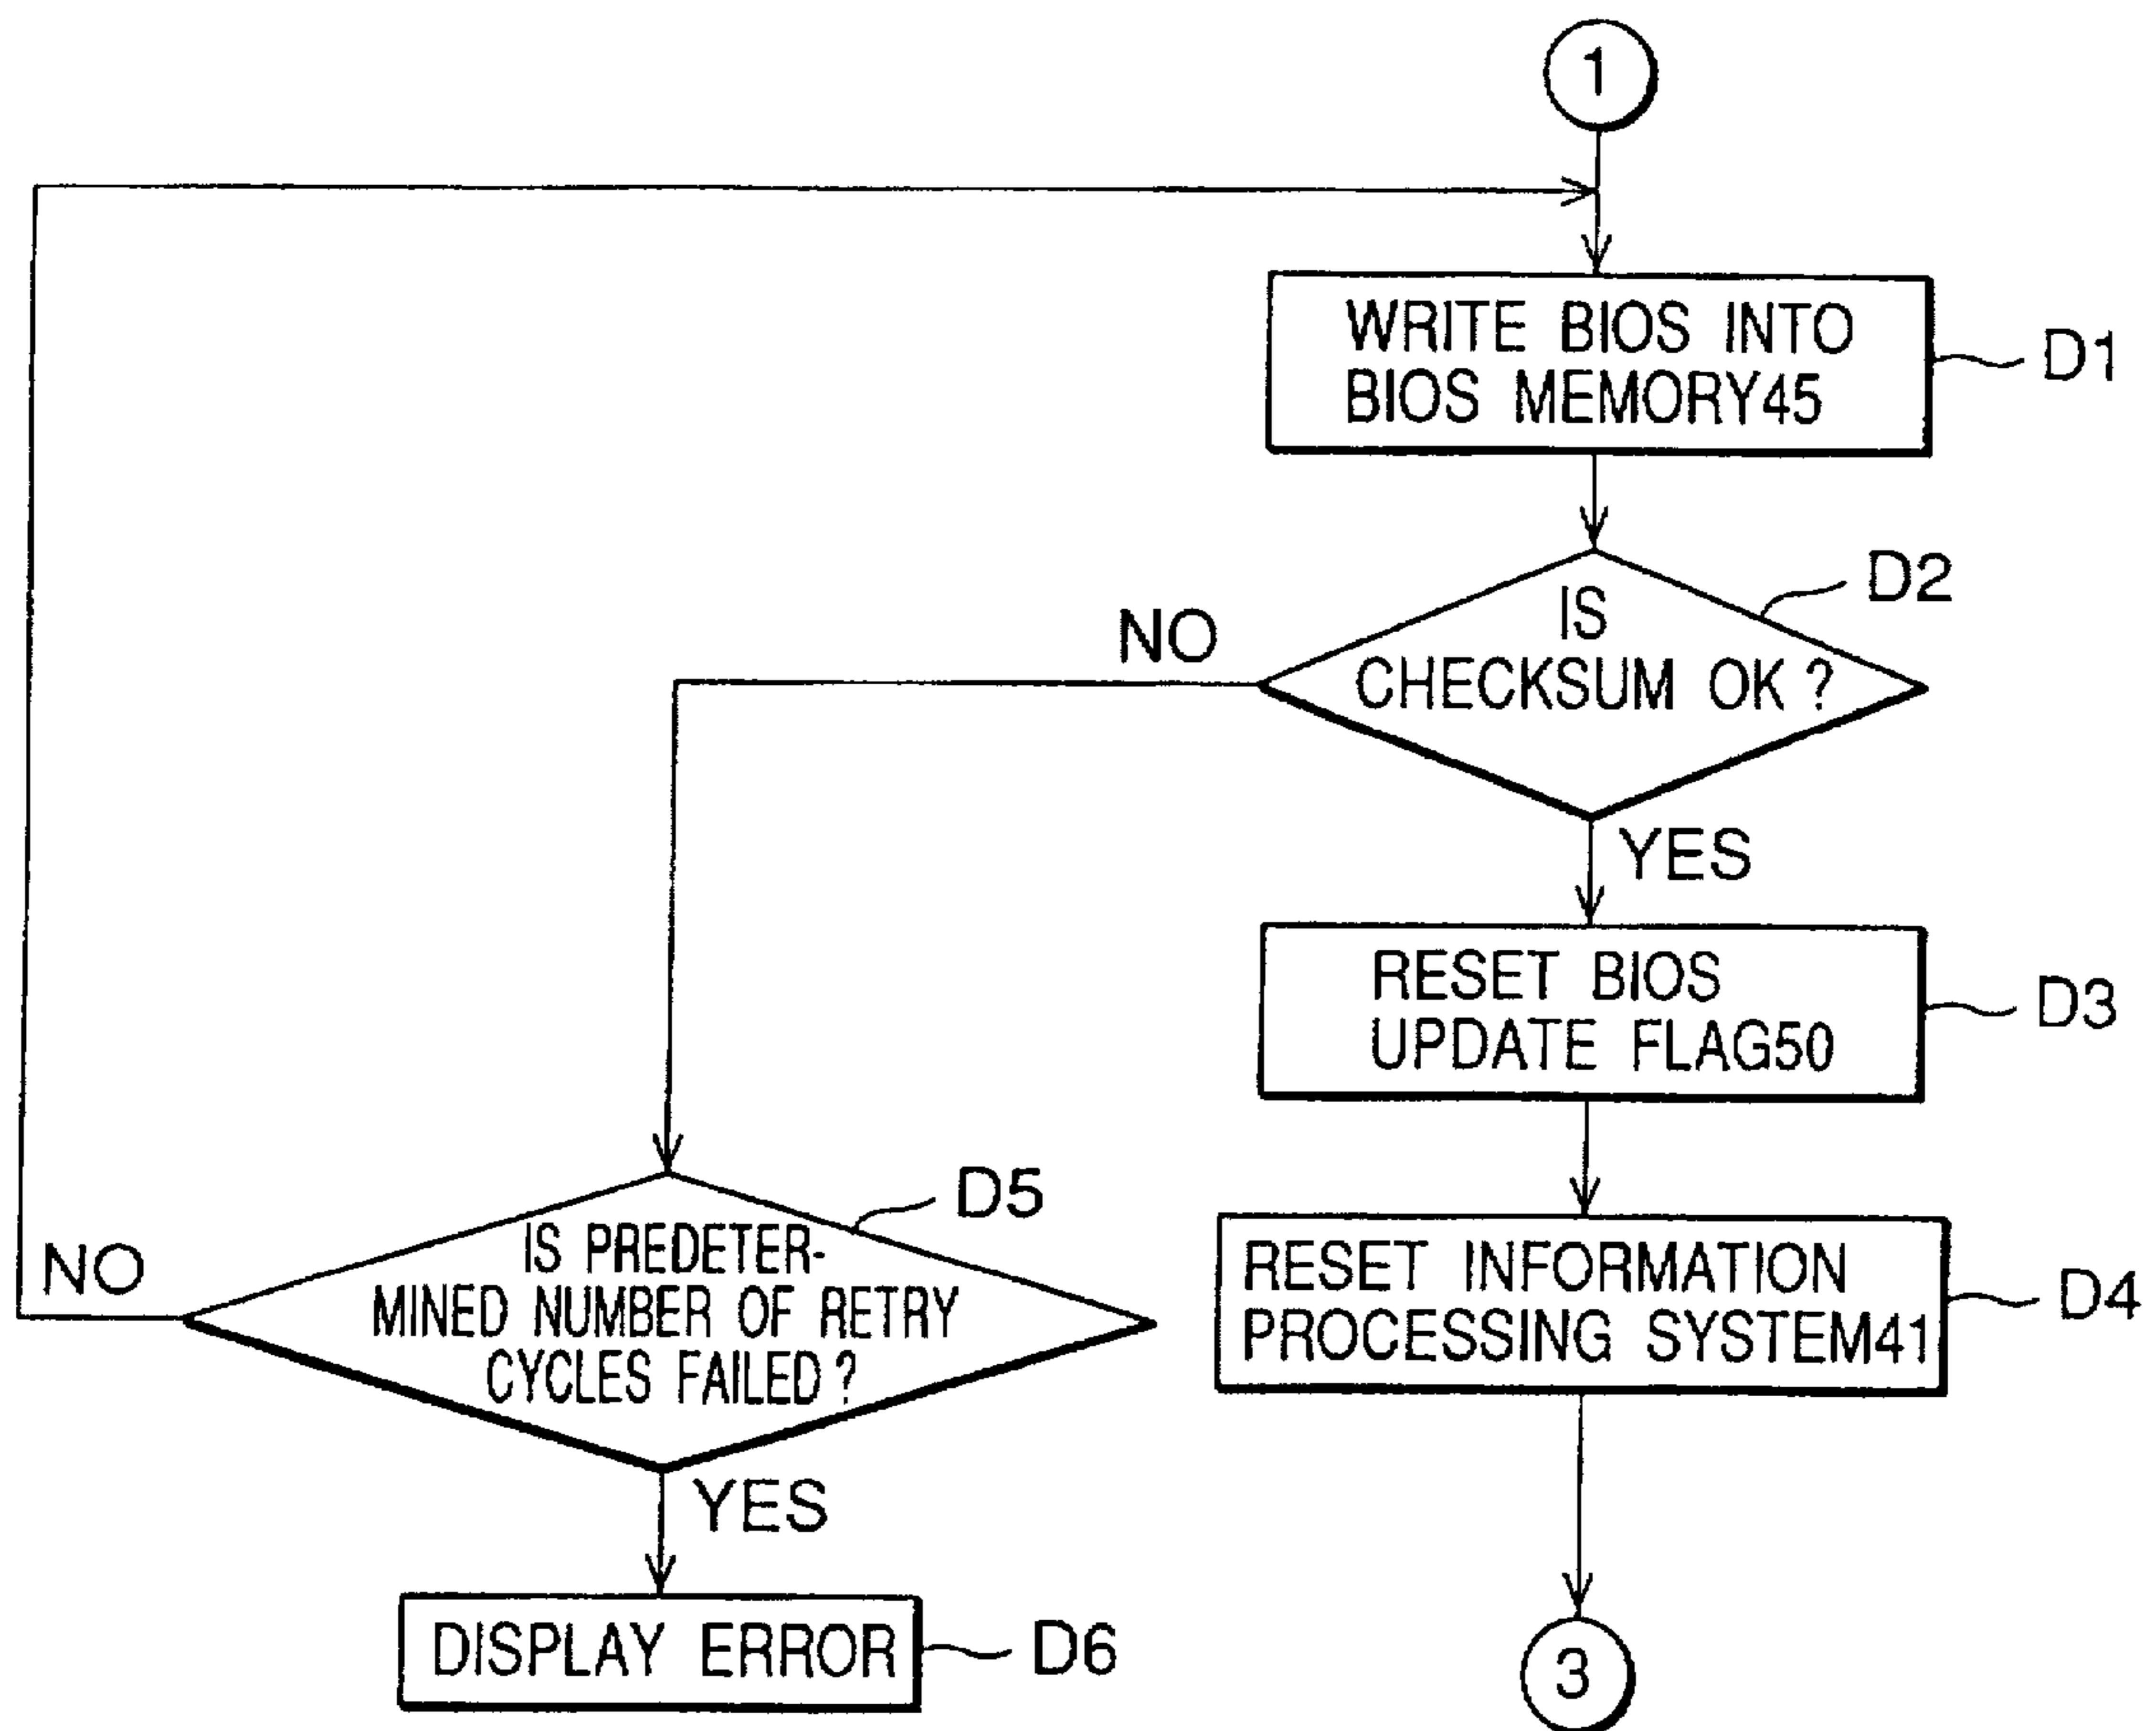 1
WRITE BIOS INTO
BIOS MEMORY45
D1
IS
CHECKSUM OK?
D2
NO
YES
RESET BIOS
UPDATE FLAG50
D3
IS PREDETER-
MINED NUMBER OF RETRY
CYCLES FAILED?
D5
NO
YES
RESET INFORMATION
PROCESSING SYSTEM41
D4
DISPLAY ERROR
D6
3